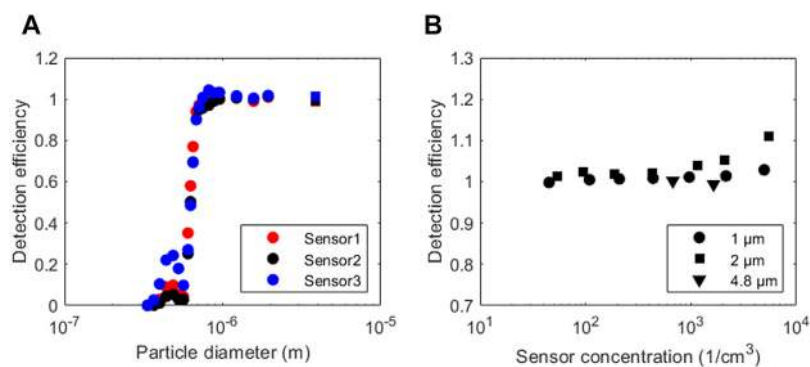 A
B
Detection efficiency
1.2
1
0.8
0.6
0.4
0.2
0
10⁻⁷
10⁻⁶
10⁻⁵
Particle diameter (m)
Sensor1
Sensor2
Sensor3
Detection efficiency
1.3
1.2
1.1
1
0.9
0.8
0.7
10¹
10²
10³
10⁴
Sensor concentration (1/cm³)
1 µm
2 µm
4.8 µm